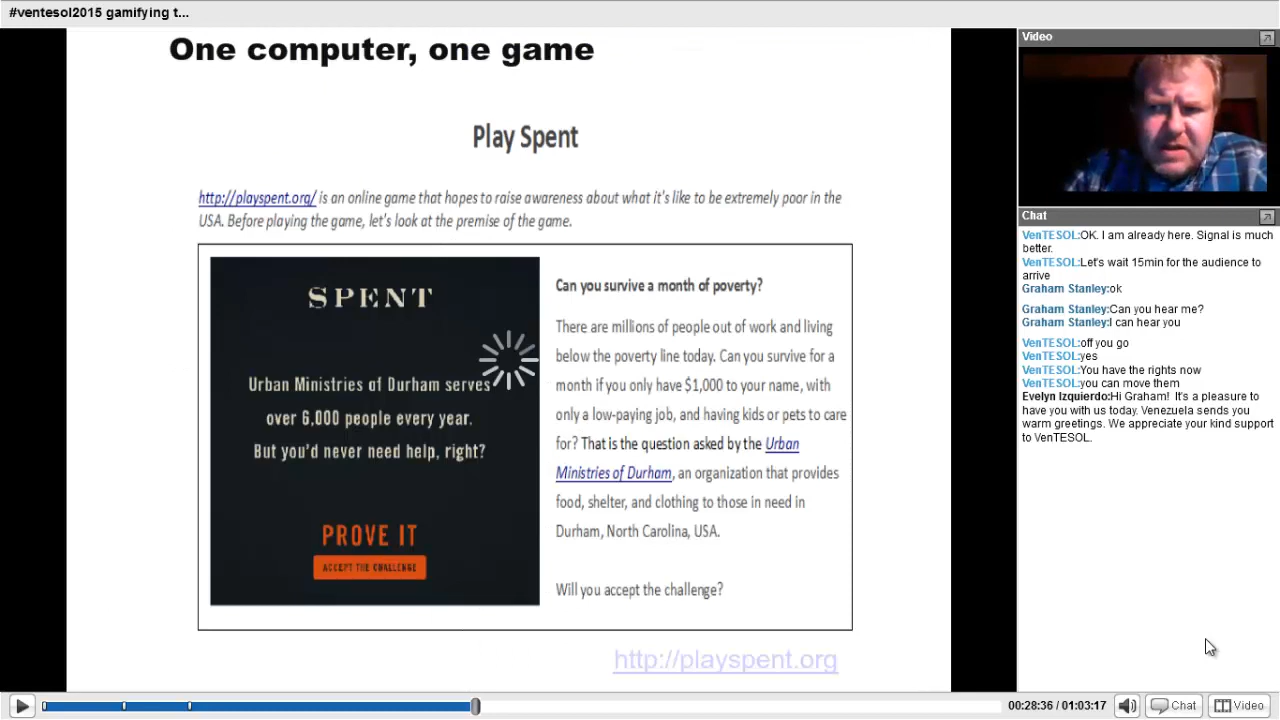 #ventesol2015 gamifying t...
One computer, one game
Play Spent
http://playspent.org/ is an online game that hopes to raise awareness about what it's like to be extremely poor in the
USA. Before playing the game, let's look at the premise of the game.
SPENT
Urban Ministries of Durham serves
over 6,000 people every year.
But you'd never need help, right?
PROVE IT
ACCEPT THE CHALLENGE
Can you survive a month of poverty?
There are millions of people out of work and living
below the poverty line today. Can you survive for a
month if you only have $1,000 to your name, with
only a low-paying job, and having kids or pets to care
for? That is the question asked by the Urban
Ministries of Durham, an organization that provides
food, shelter, and clothing to those in need in
Durham, North Carolina, USA.
Will you accept the challenge?
http://playspent.org
Video
Chat
VenTESOL:OK. I am already here. Signal is much
better.
VenTESOL:Let's wait 15min for the audience to
arrive
Graham Stanley:ok
Graham Stanley:Can you hear me?
Graham Stanley:I can hear you
VenTESOL:off you go
VenTESOL:yes
VenTESOL:You have the rights now
VenTESOL:you can move them
Evelyn Izquierdo:Hi Graham! It's a pleasure to
have you with us today. Venezuela sends you
warm greetings. We appreciate your kind support
to VenTESOL.
00:28:36 / 01:03:17
Chat
Video